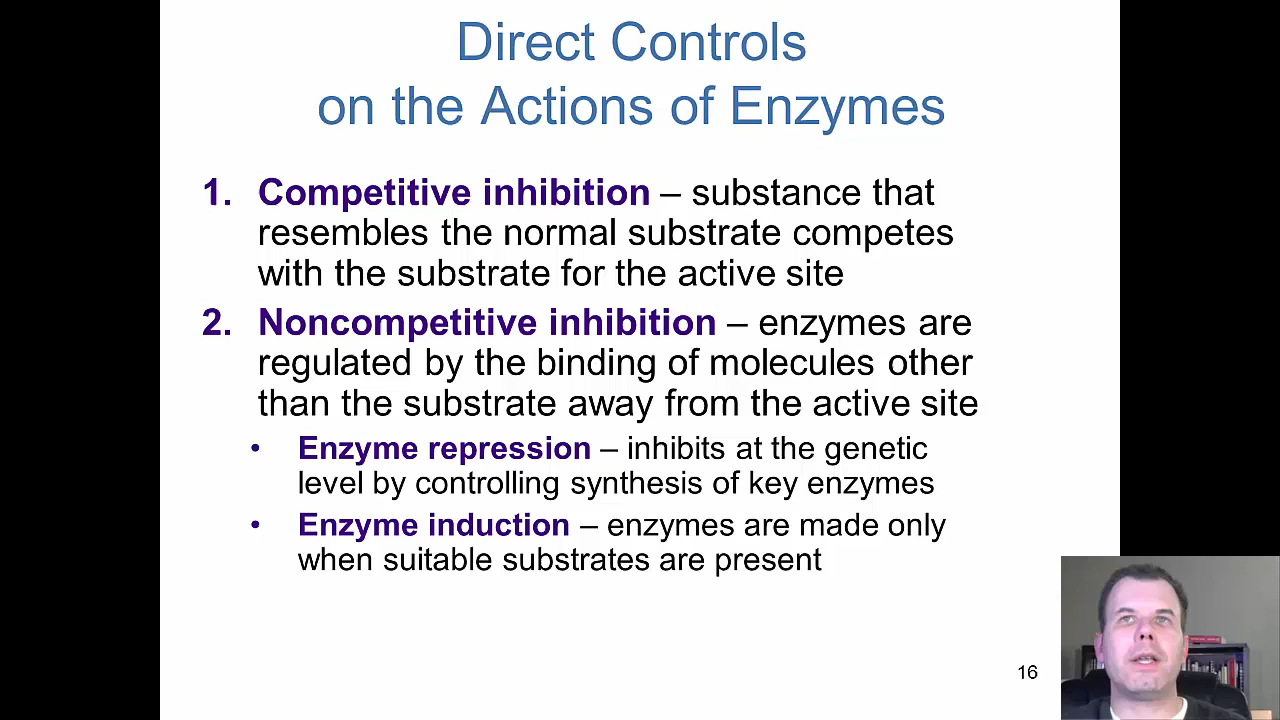 Direct Controls
on the Actions of Enzymes
1. Competitive inhibition – substance that
resembles the normal substrate competes
with the substrate for the active site
2. Noncompetitive inhibition – enzymes are
regulated by the binding of molecules other
than the substrate away from the active site
• Enzyme repression – inhibits at the genetic
level by controlling synthesis of key enzymes
• Enzyme induction – enzymes are made only
when suitable substrates are present
16